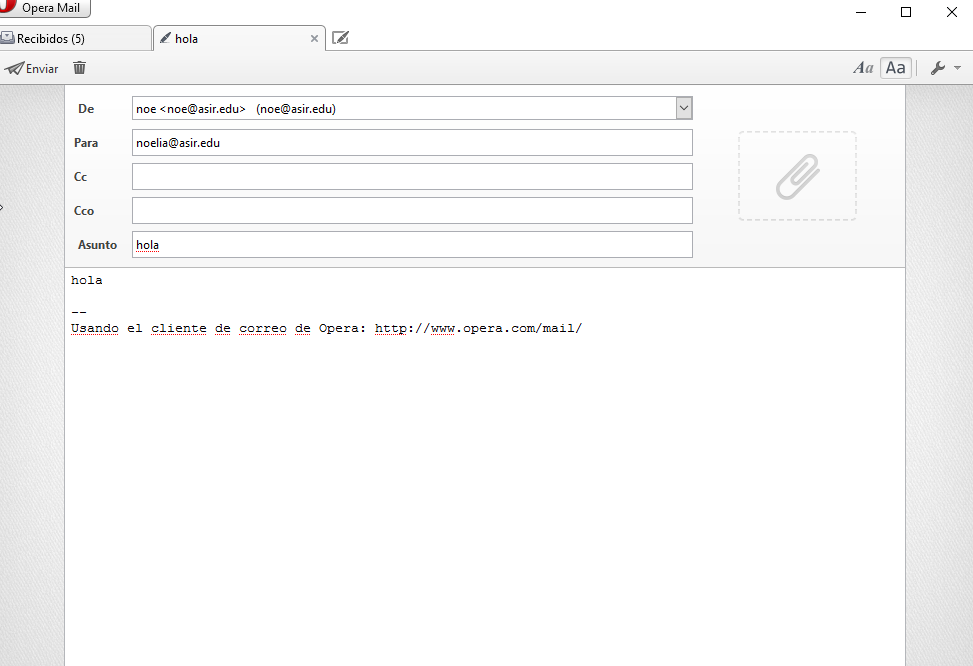 Opera Mail
Recibidos (5)
hola
Enviar
Aa
Aa
De
noe <noe@asir.edu> (noe@asir.edu)
Para
noelia@asir.edu
Cc
Cco
Asunto
hola
hola
--
Usando el cliente de correo de Opera: http://www.opera.com/mail/